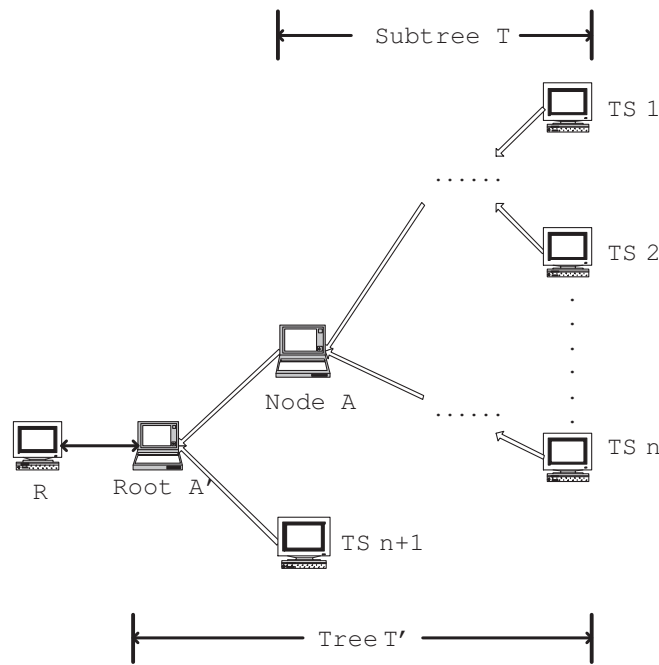 Subtree T
TS 1
......
TS 2
Node A
......
TS n
R
Root A'
TS n+1
Tree T'